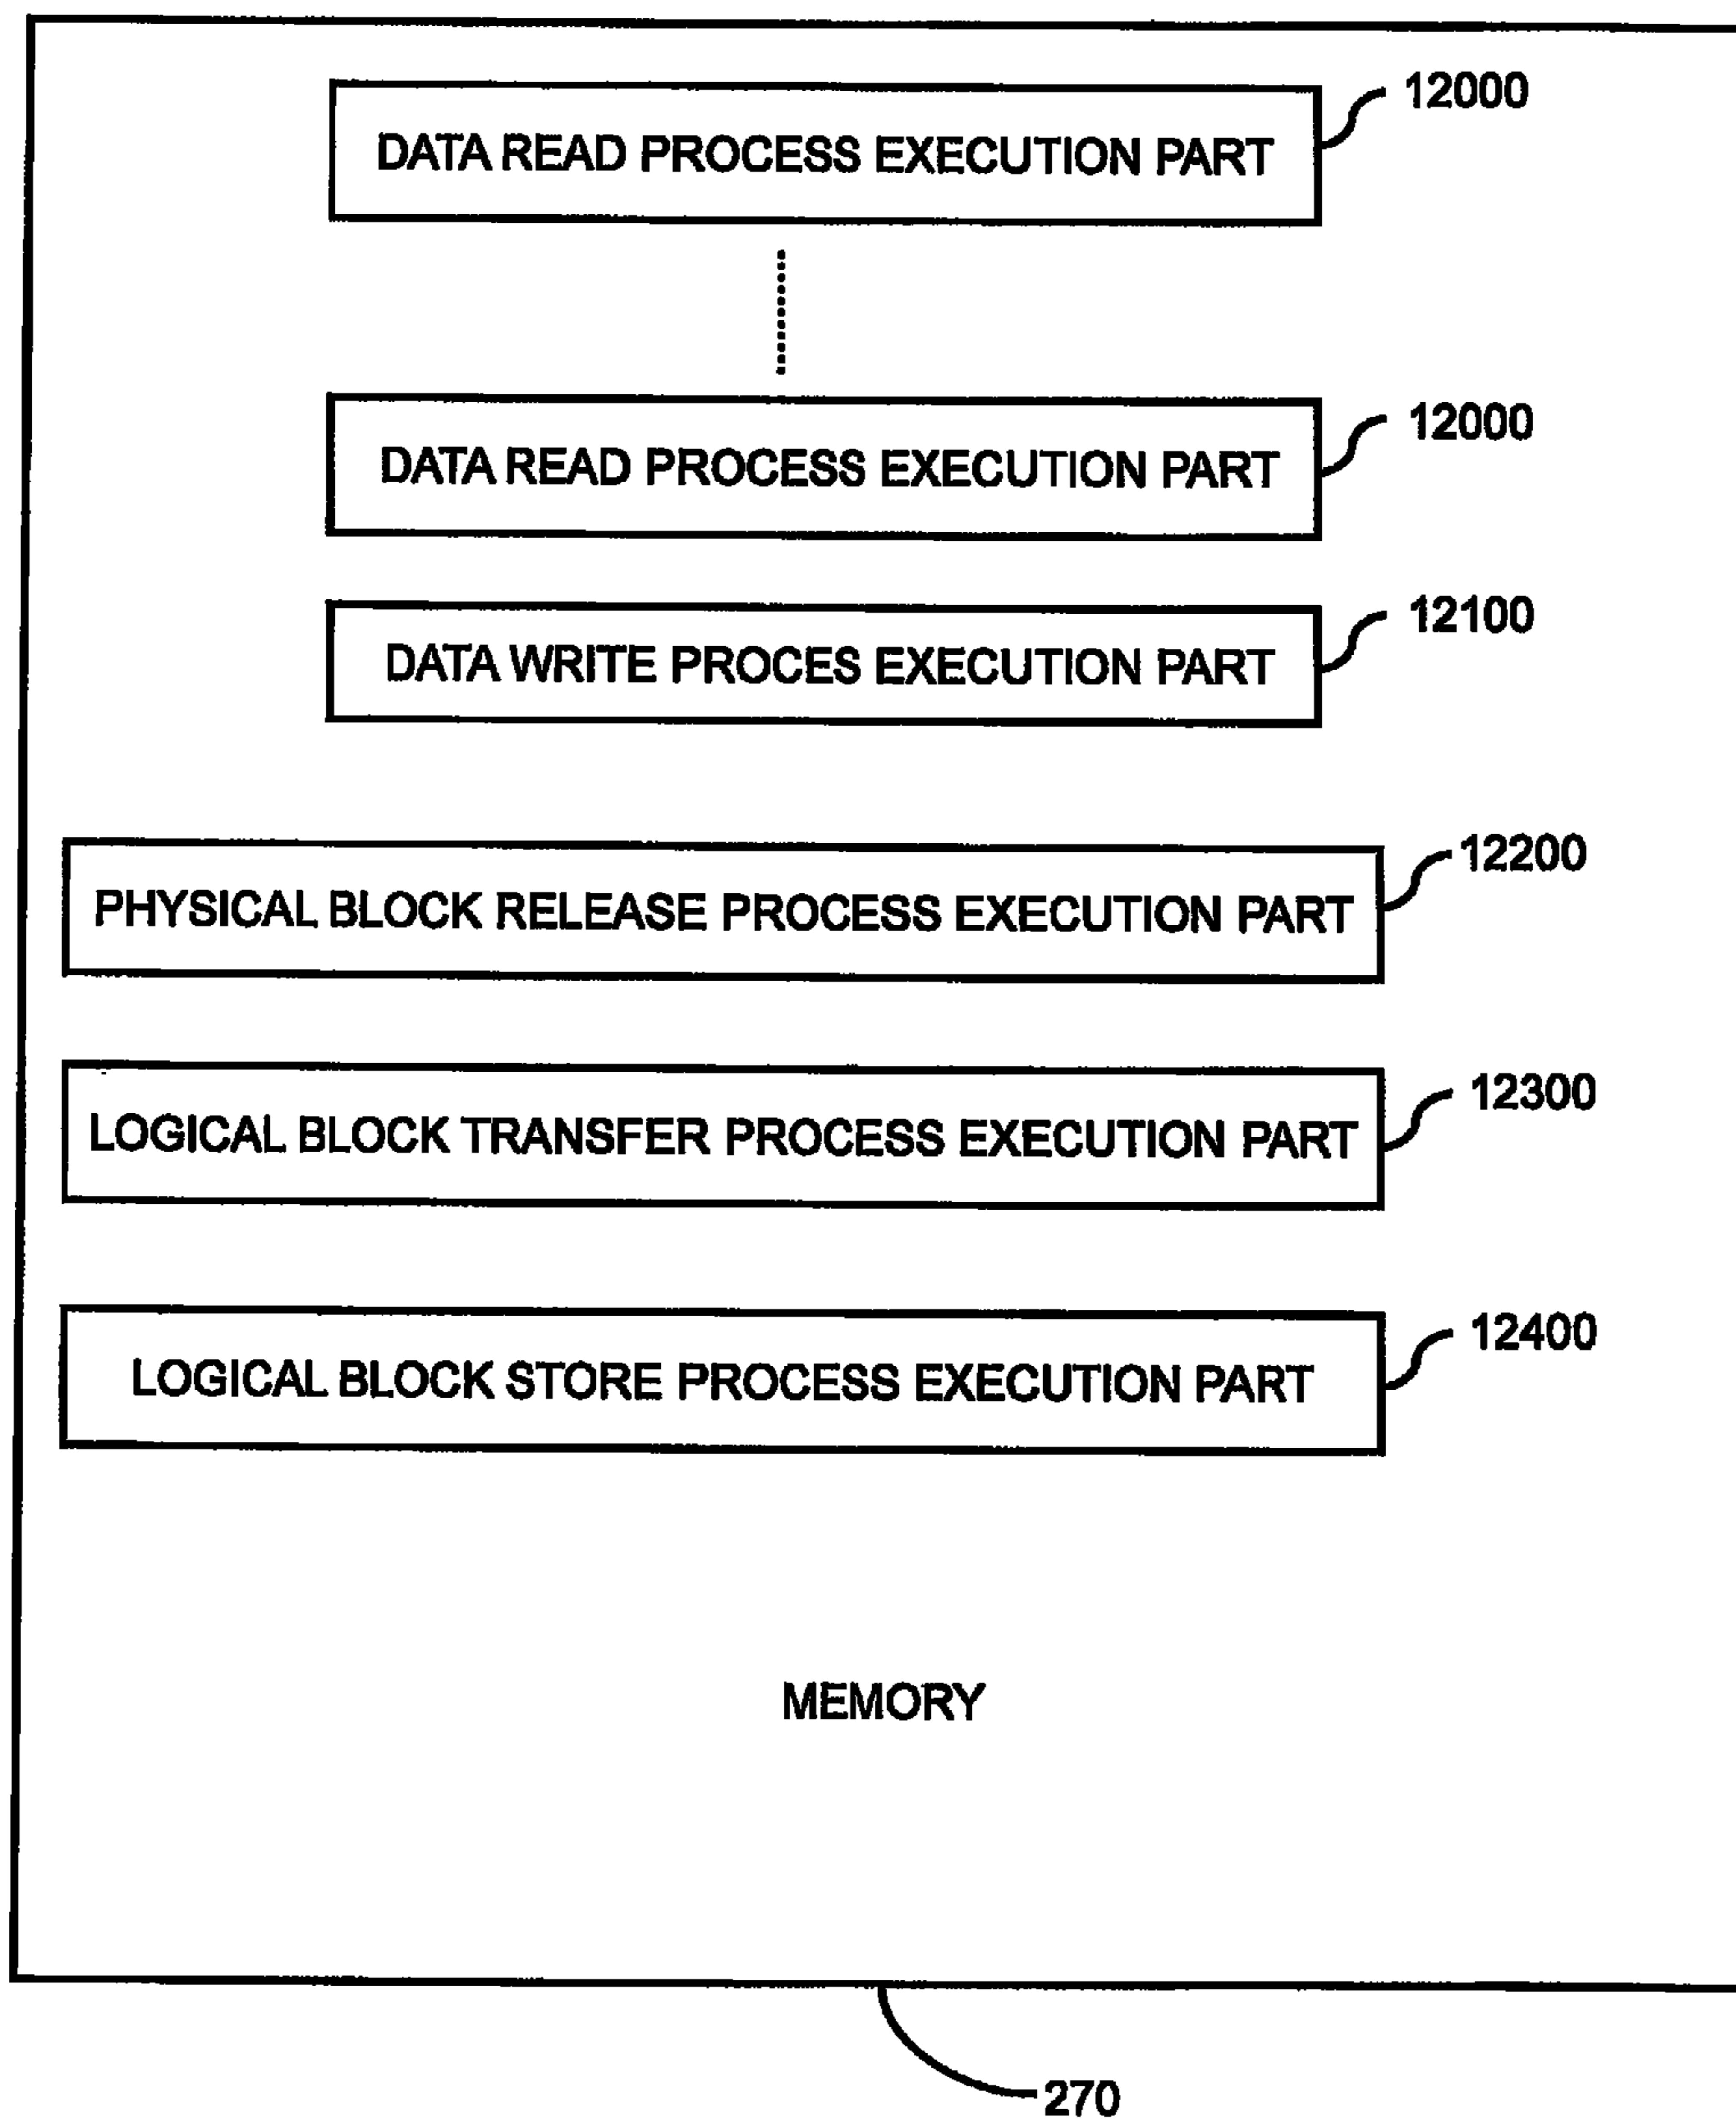 12000
DATA READ PROCESS EXECUTION PART
12000
DATA READ PROCESS EXECUTION PART
12100
DATA WRITE PROCES EXECUTION PART
12200
PHYSICAL BLOCK RELEASE PROCESS EXECUTION PART
12300
LOGICAL BLOCK TRANSFER PROCESS EXECUTION PART
12400
LOGICAL BLOCK STORE PROCESS EXECUTION PART
MEMORY
270